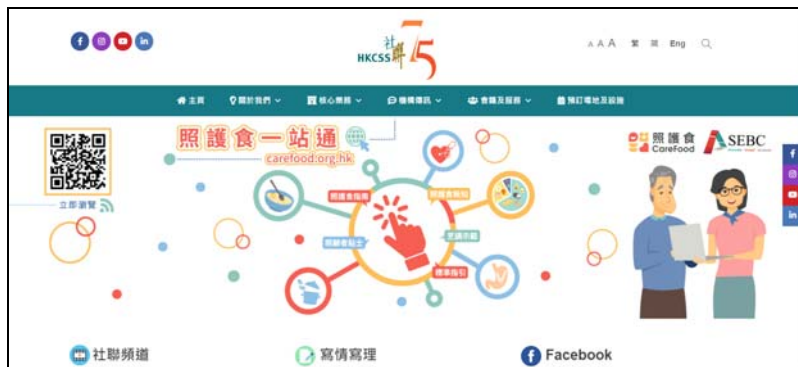 社聯
HKCSS 75
A A A 繁 简 Eng
主頁 關於我們 核心業務 機構傳訊 會籍及服務 預訂場地及設施
照護食一站通
carefood.org.hk
立即瀏覽
照護食 CareFood
SEBC
照護食指南
照護食須知
照顧者貼士
烹調示範
標準指引
社聯頻道 寫情寫理 Facebook